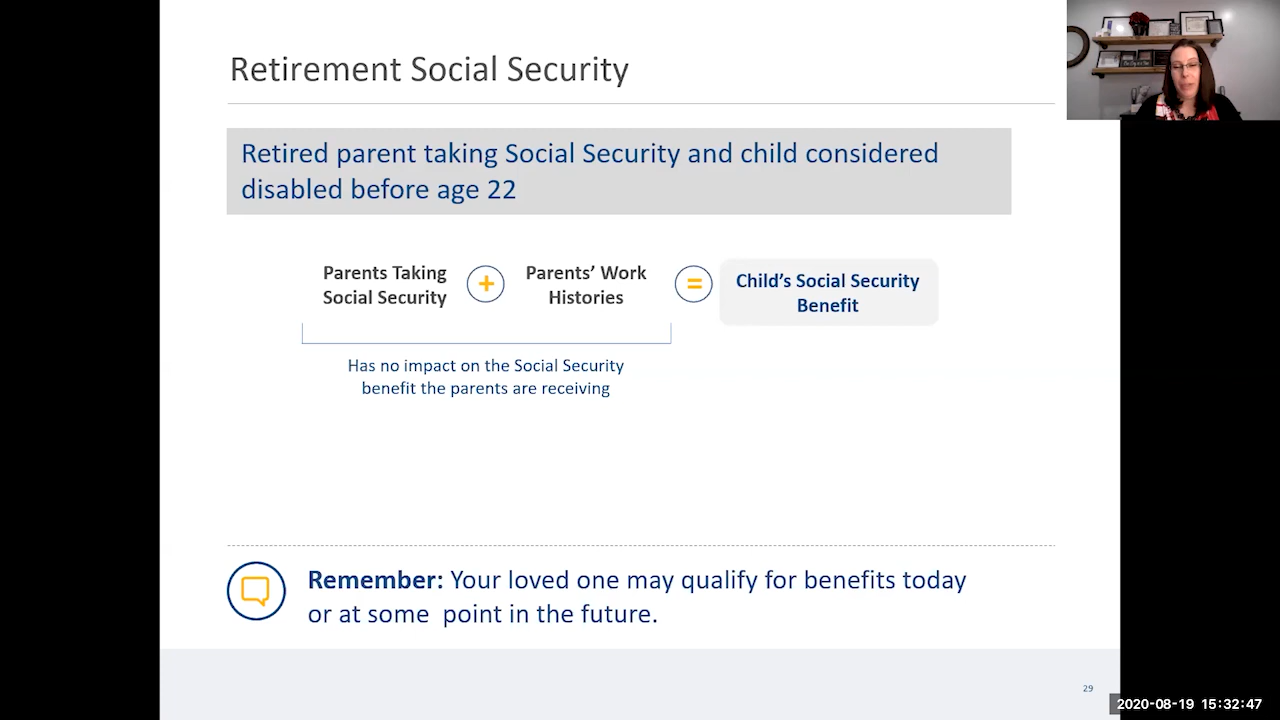 Retirement Social Security
Retired parent taking Social Security and child considered
disabled before age 22
Parents Taking
Social Security
+
Parents’ Work
Histories
=
Child’s Social Security
Benefit
Has no impact on the Social Security
benefit the parents are receiving
Remember: Your loved one may qualify for benefits today
or at some point in the future.
29
2020-08-19 15:32:47